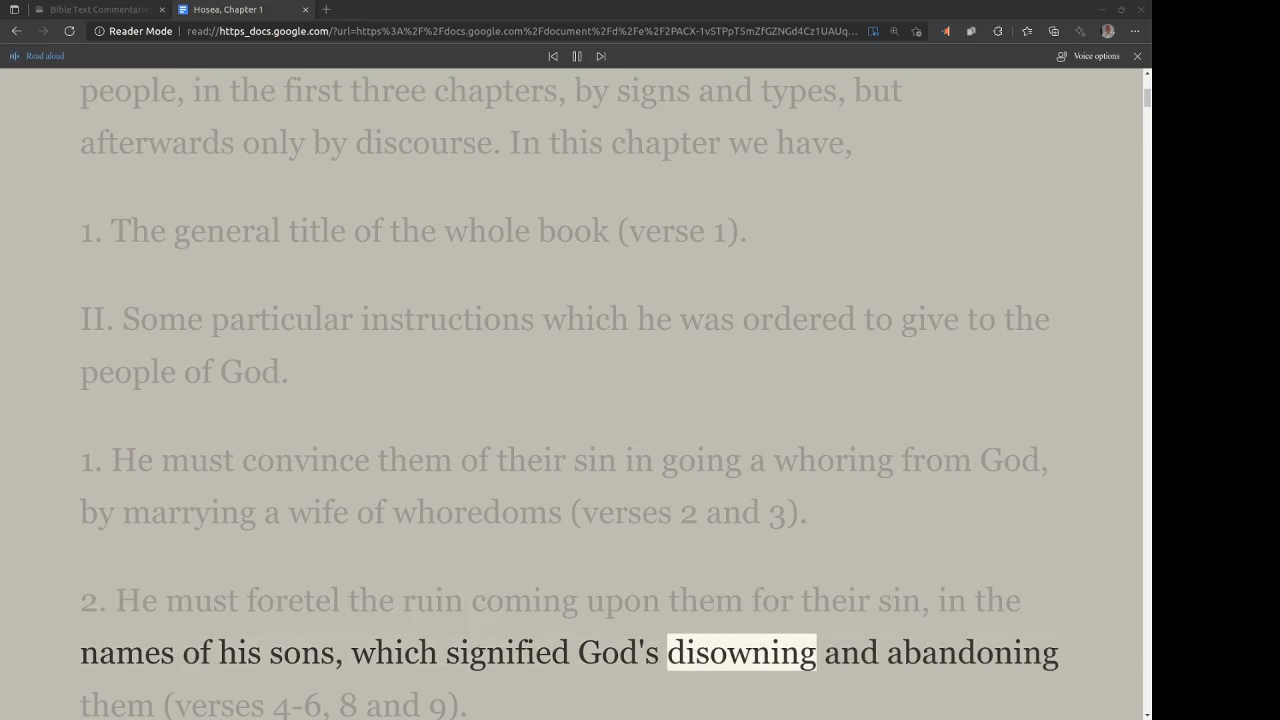 Bible Text Commentarie
Hosea, Chapter 1
Reader Mode
read://https_docs.google.com/?url=https%3A%2F%2Fdocs.google.com%2Fdocument%2Fd%2Fe%2F2PACX-1vSTPpT5mZfGZNGd4Cz1UAUq...
Read aloud
Voice options
people, in the first three chapters, by signs and types, but
afterwards only by discourse. In this chapter we have,
1. The general title of the whole book (verse 1).
II. Some particular instructions which he was ordered to give to the
people of God.
1. He must convince them of their sin in going a whoring from God,
by marrying a wife of whoredoms (verses 2 and 3).
2. He must foretel the ruin coming upon them for their sin, in the
names of his sons, which signified God's disowning and abandoning
them (verses 4-6, 8 and 9).